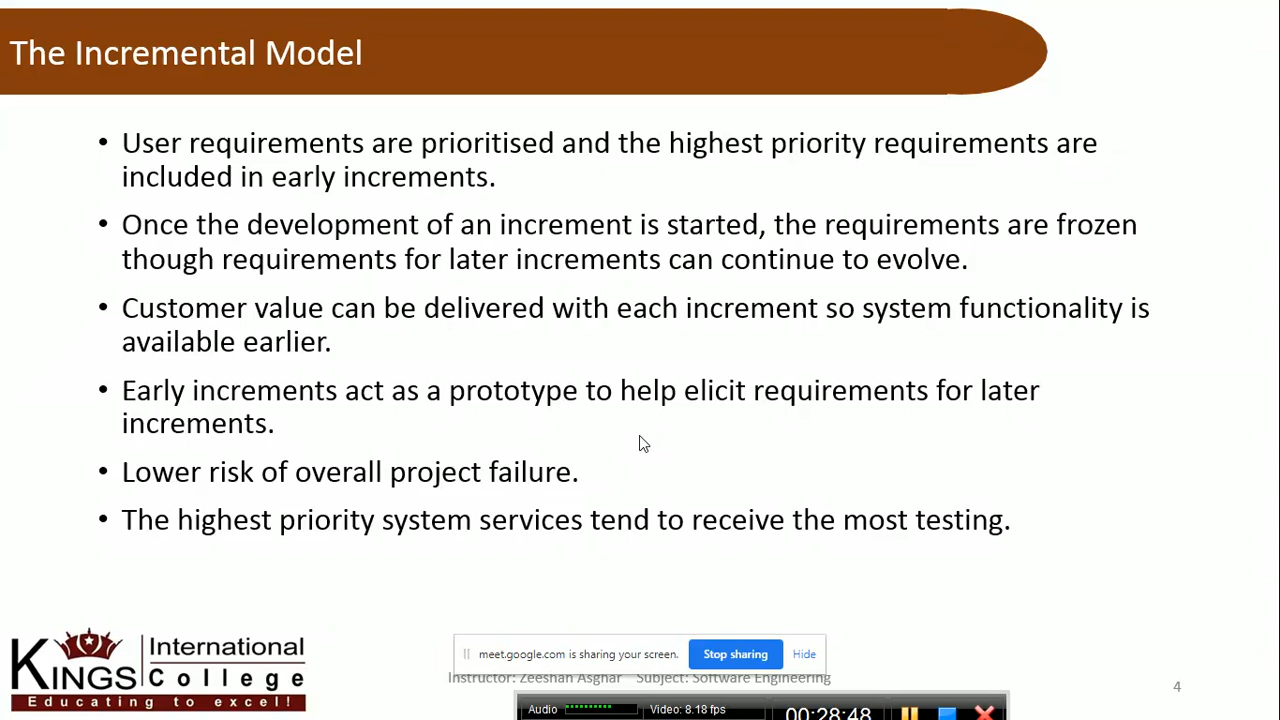 The Incremental Model
• User requirements are prioritised and the highest priority requirements are
included in early increments.
• Once the development of an increment is started, the requirements are frozen
though requirements for later increments can continue to evolve.
• Customer value can be delivered with each increment so system functionality is
available earlier.
• Early increments act as a prototype to help elicit requirements for later
increments.
• Lower risk of overall project failure.
• The highest priority system services tend to receive the most testing.
KINGS International
College
Educating to excel!
meet.google.com is sharing your screen. Stop sharing Hide
Instructor: Zeeshan Asghar Subject: Software Engineering
4
Audio Video: 8.18 fps 00:28:48